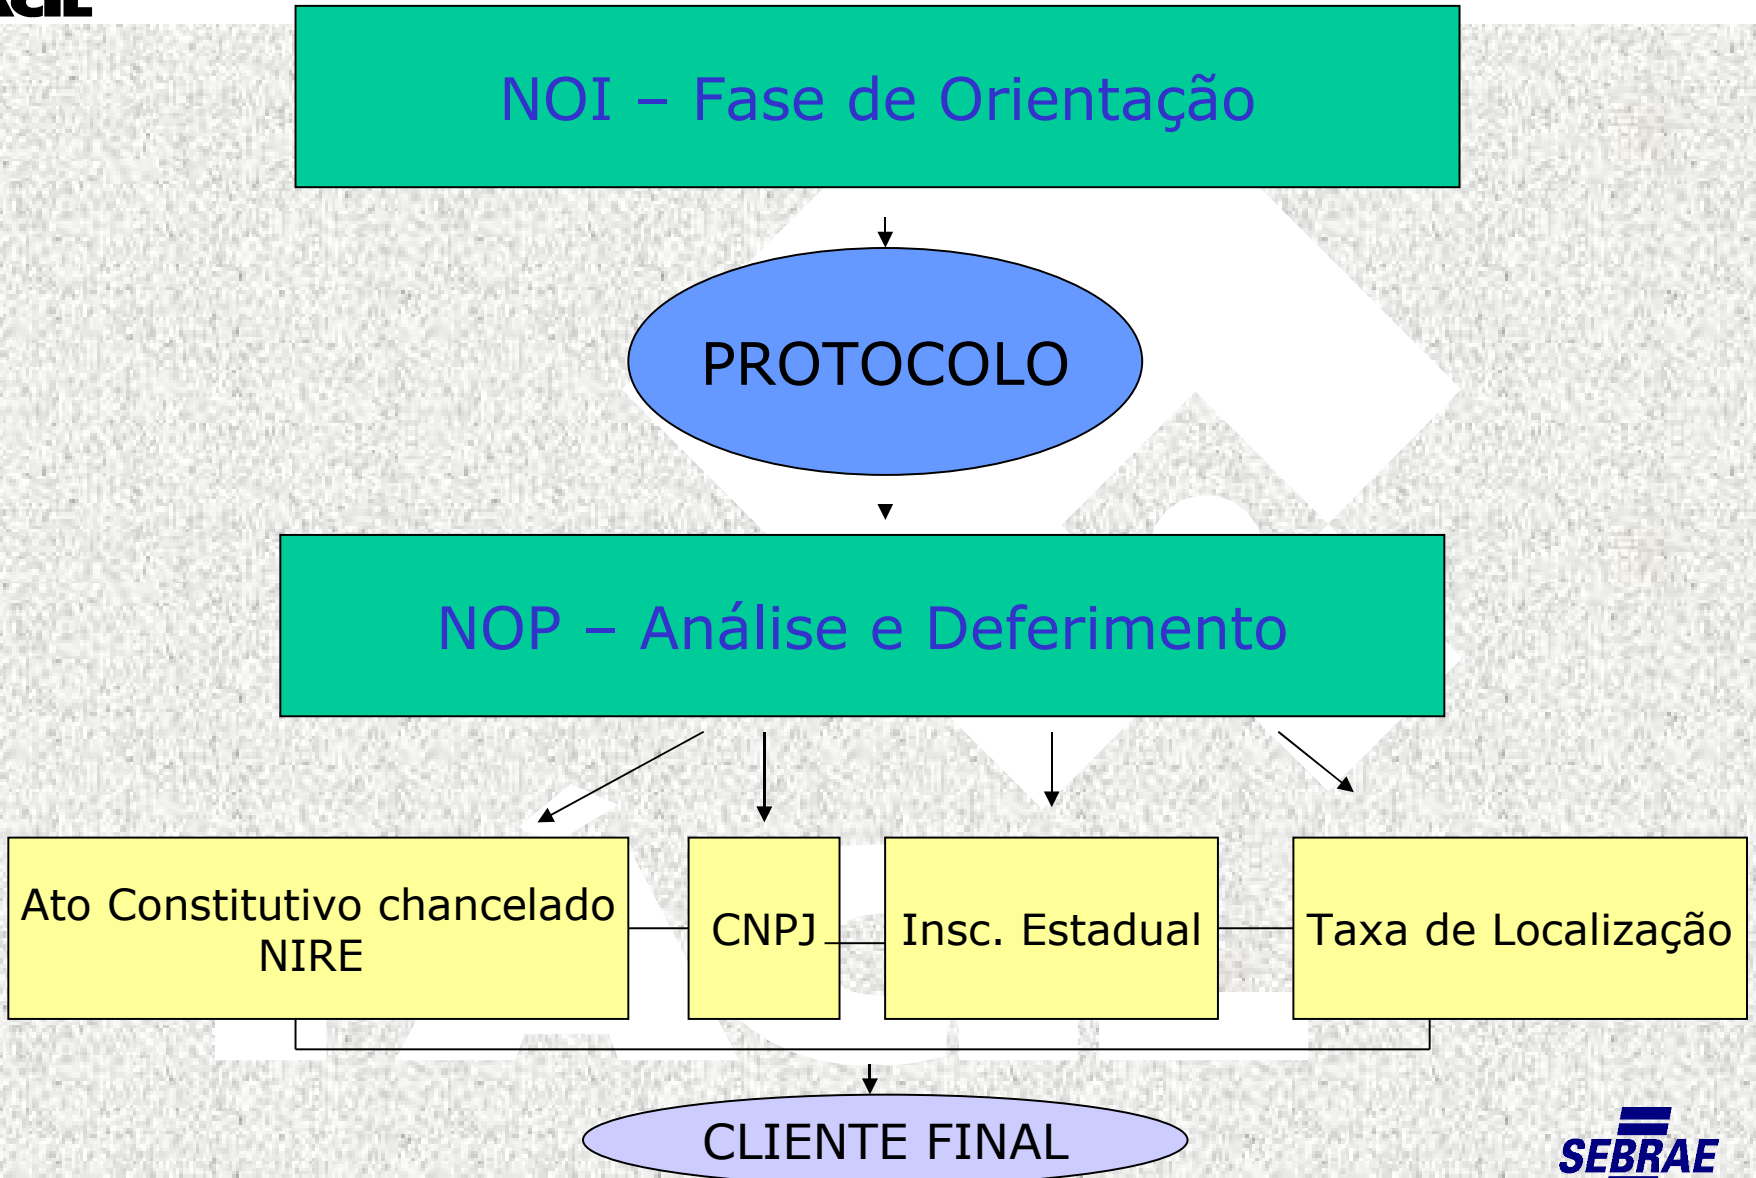 NOI – Fase de Orientação
PROTOCOLO
NOP – Análise e Deferimento
Ato Constitutivo chancelado
NIRE
CNPJ
Insc. Estadual
Taxa de Localização
CLIENTE FINAL
SEBRAE